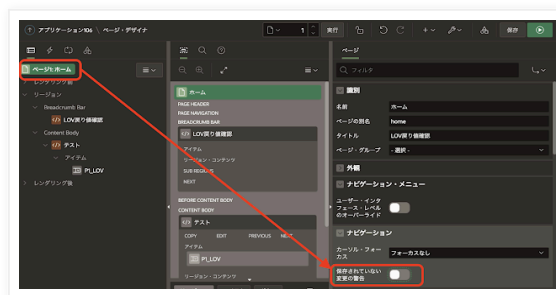 アプリケーション106 \ ページ・デザイナ
1
実行
保存
ページ1: ホーム
レンダリング前
リージョン
Breadcrumb Bar
LOV戻り値確認
Content Body
テスト
アイテム
P1_LOV
レンダリング後
ホーム
PAGE HEADER
PAGE NAVIGATION
BREADCRUMB BAR
LOV戻り値確認
アイテム
リージョン・コンテンツ
SUB REGIONS
NEXT
BEFORE CONTENT BODY
CONTENT BODY
テスト
COPY EDIT PREVIOUS NEXT
アイテム
P1_LOV
リージョン・コンテンツ
ページ
フィルタ
識別
名前 ホーム
ページの別名 home
タイトル LOV戻り値確認
ページ・グループ - 選択 -
外観
ナビゲーション・メニュー
ユーザー・インタ
フェース・レベル
のオーバーライド
ナビゲーション
カーソル・フォー
カス フォーカスなし
保存されていない
変更の警告